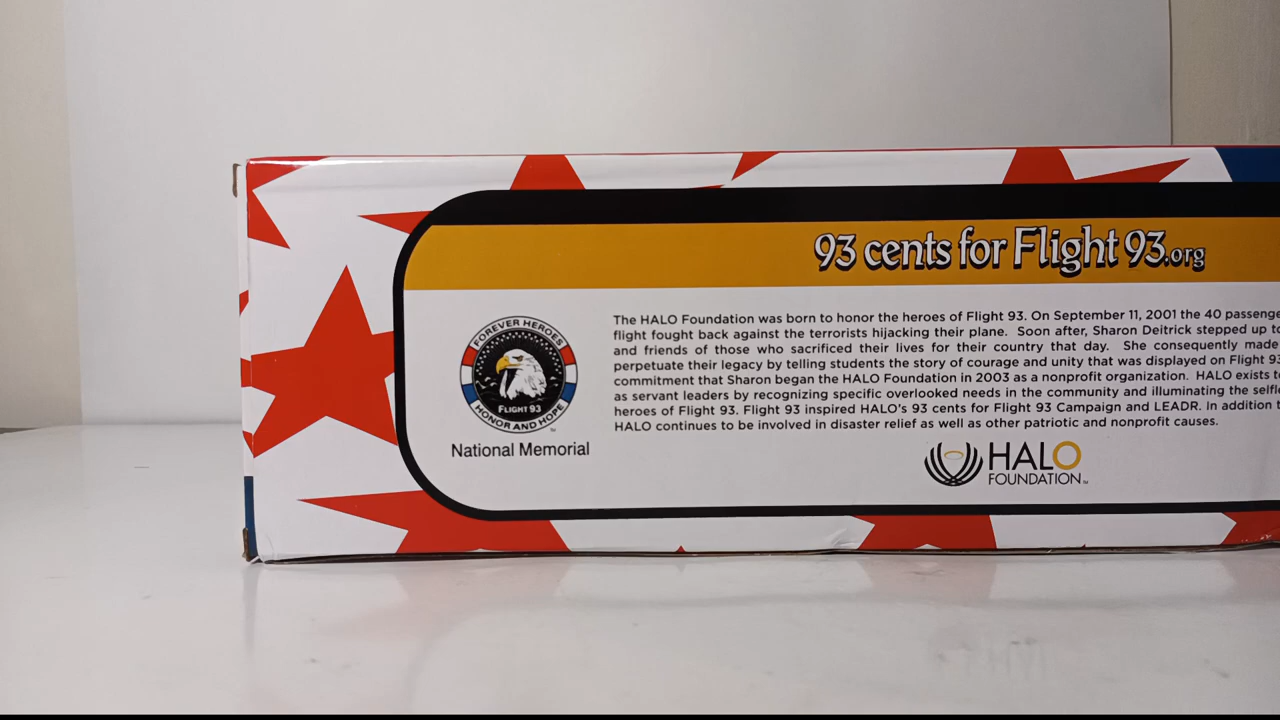 93 cents for Flight 93.org
The HALO Foundation was born to honor the heroes of Flight 93. On September 11, 2001 the 40 passenge
flight fought back against the terrorists hijacking their plane. Soon after, Sharon Deitrick stepped up to
and friends of those who sacrificed their lives for their country that day. She consequently made
perpetuate their legacy by telling students the story of courage and unity that was displayed on Flight 93
commitment that Sharon began the HALO Foundation in 2003 as a nonprofit organization. HALO exists to
as servant leaders by recognizing specific overlooked needs in the community and illuminating the selfle
heroes of Flight 93. Flight 93 inspired HALO's 93 cents for Flight 93 Campaign and LEADR. In addition t
HALO continues to be involved in disaster relief as well as other patriotic and nonprofit causes.
FOREVER HEROES
FLIGHT 93
HONOR AND HOPE
™
National Memorial
HALO
FOUNDATION™